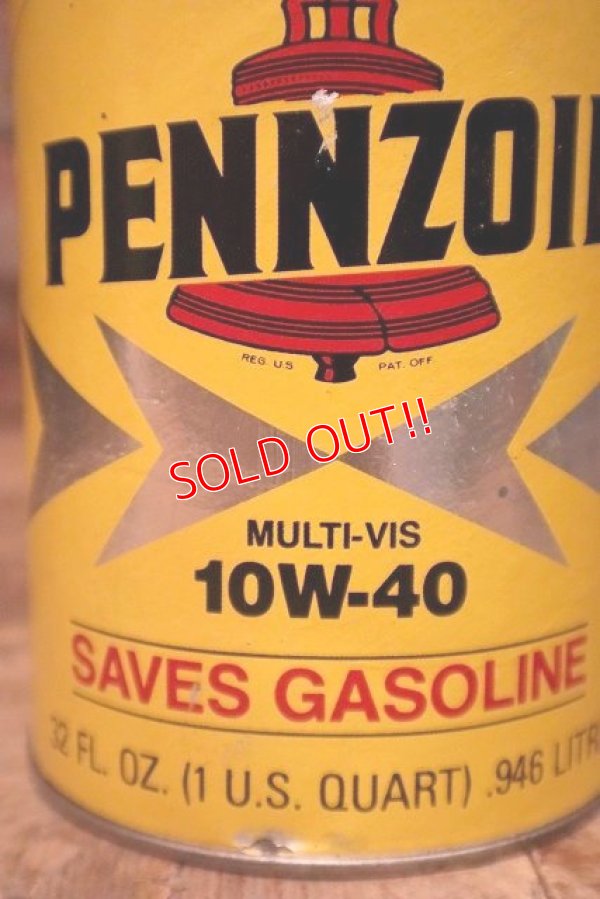 PENNZOIL
REG. U.S. PAT. OFF.
SOLD OUT!!
MULTI-VIS
10W-40
SAVES GASOLINE
32 FL. OZ. (1 U.S. QUART) .946 LITR